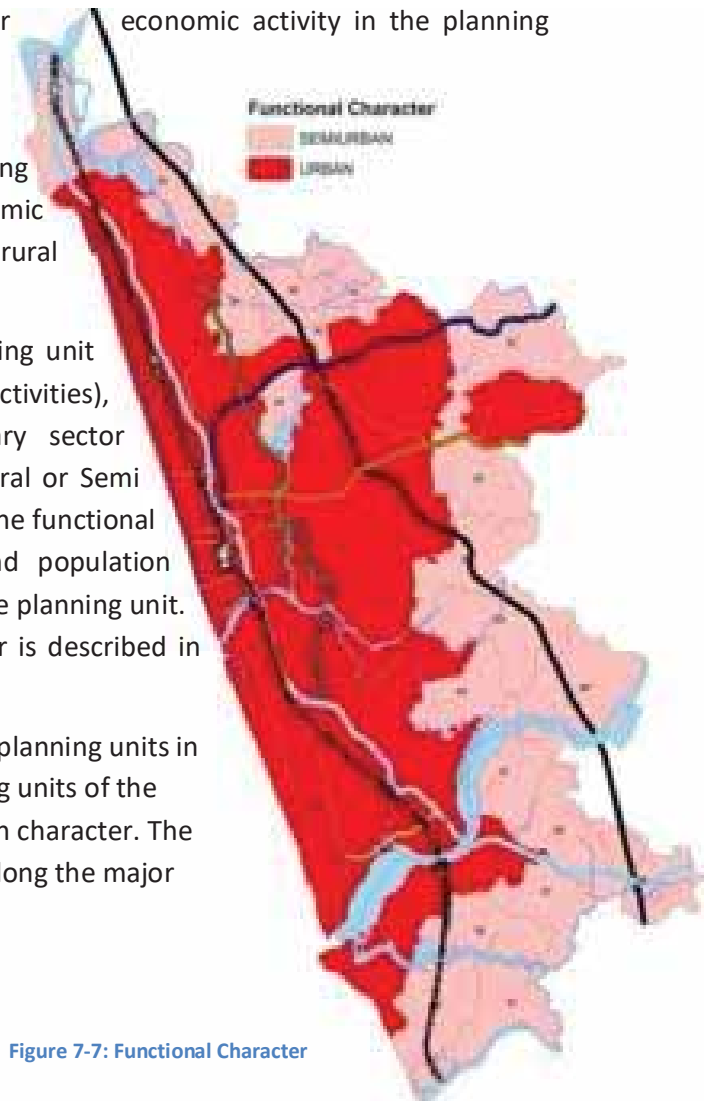 r economic activity in the planning
Functional Character
SEMIURBAN
URBAN
ng
mic
rural
ing unit
ctivities),
ary sector
ral or Semi
he functional
nd population
e planning unit.
r is described in
planning units in
g units of the
n character. The
long the major
Figure 7-7: Functional Character